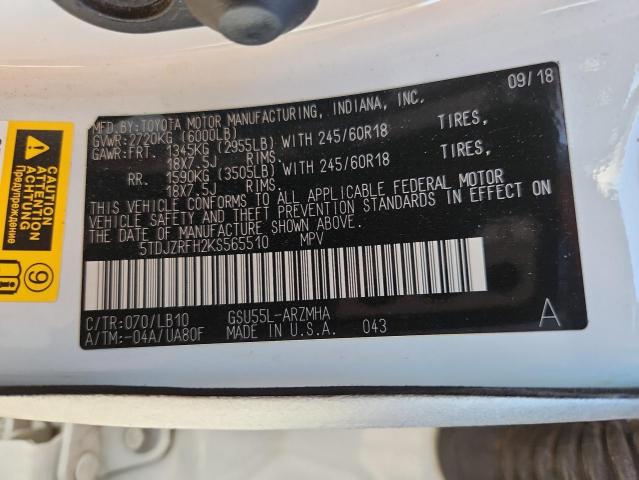 09/18
MFD.BY:TOYOTA MOTOR MANUFACTURING, INDIANA, INC.
GVWR:2720KG (6000LB)
GAWR:FRT. 1345KG (2955LB) WITH 245/60R18 TIRES,
18X7.5J RIMS.
RR. 1590KG (3505LB) WITH 245/60R18 TIRES,
18X7.5J RIMS.
THIS VEHICLE CONFORMS TO ALL APPLICABLE FEDERAL MOTOR
VEHICLE SAFETY AND THEFT PREVENTION STANDARDS IN EFFECT ON
THE DATE OF MANUFACTURE SHOWN ABOVE.
5TDJZRFH2KS565510 MPV
C/TR:070/LB10 GSU55L-ARZMHA
A/TM:-04A/UA80F MADE IN U.S.A. 043 A
CAUTION
ATTENTION
ACHTUNG
Предупреждение
9